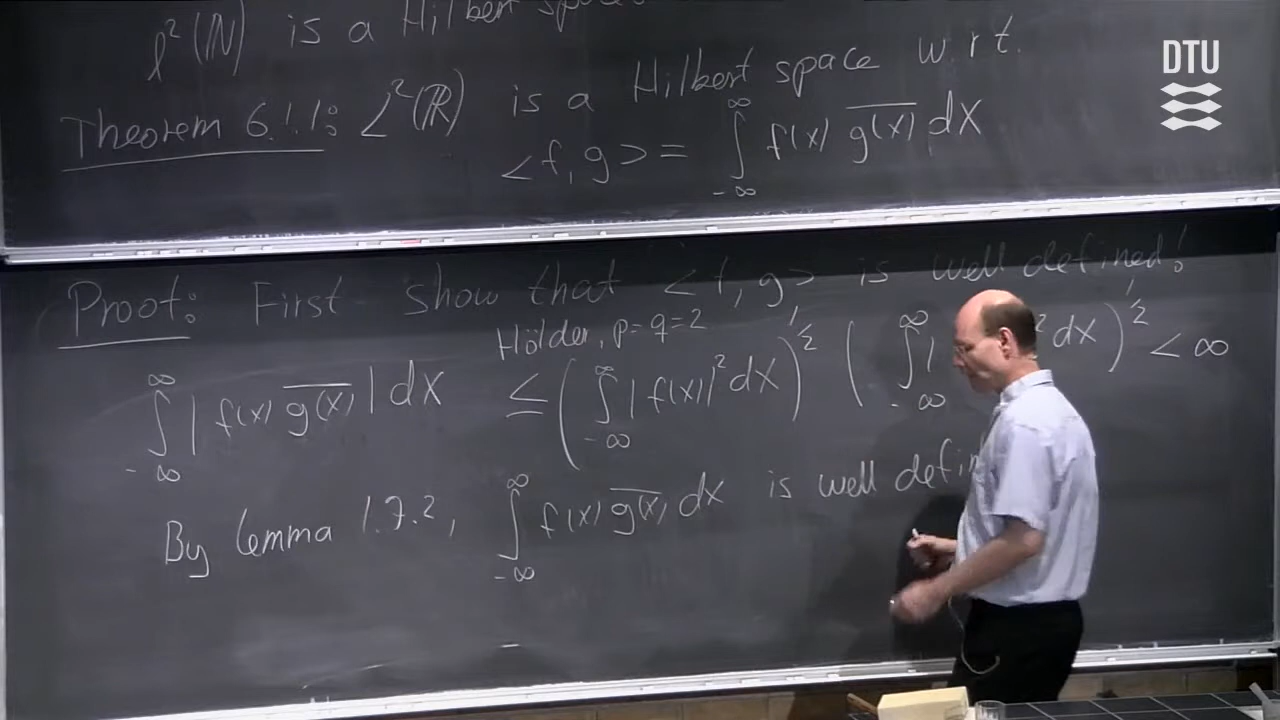 ℓ²(ℕ) is a Hilbert space
Theorem 6.1.1: L²(ℝ) is a Hilbert space w.r.t.
<f,g> = ∫_{-∞}^{∞} f(x) \overline{g(x)} dx
DTU
Proof: First show that <f,g> is well defined!
Hölder, p=q=2
∫_{-∞}^{∞} |f(x) \overline{g(x)}| dx ≤ (∫_{-∞}^{∞} |f(x)|² dx)^{1/2} (∫_{-∞}^{∞} | ² dx)^{1/2} < ∞
By Lemma 1.7.2, ∫_{-∞}^{∞} f(x) \overline{g(x)} dx is well defin